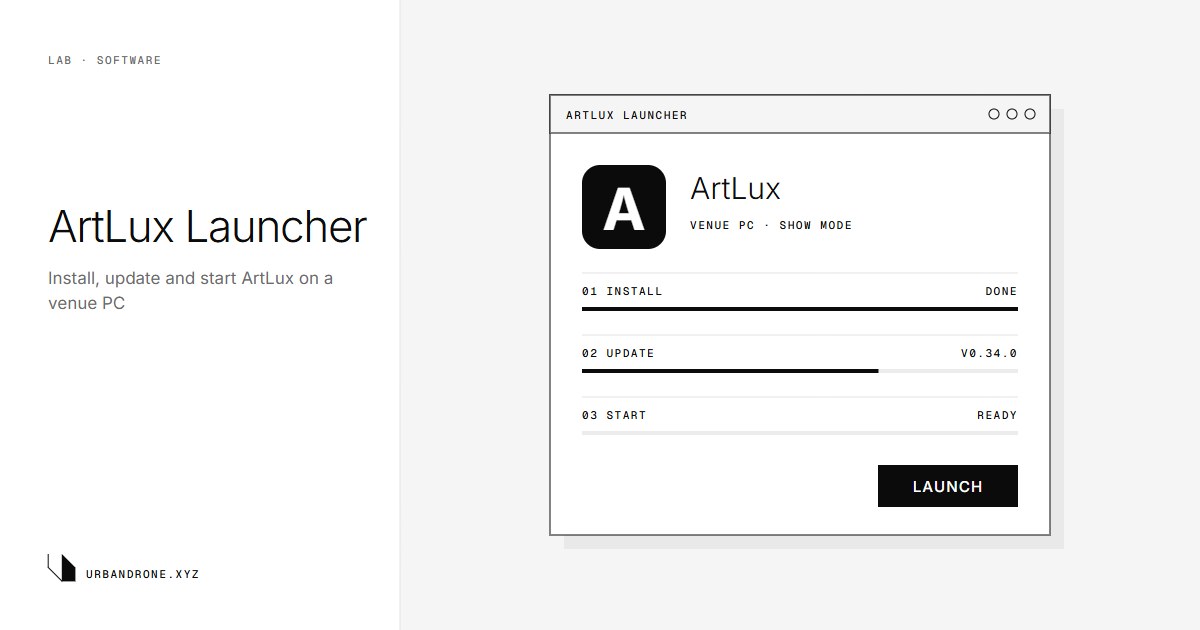 LAB · SOFTWARE
ArtLux Launcher
Install, update and start ArtLux on a
venue PC
URBANDRONE.XYZ
ARTLUX LAUNCHER
A
ArtLux
VENUE PC · SHOW MODE
01 INSTALL DONE
02 UPDATE V0.34.0
03 START READY
LAUNCH